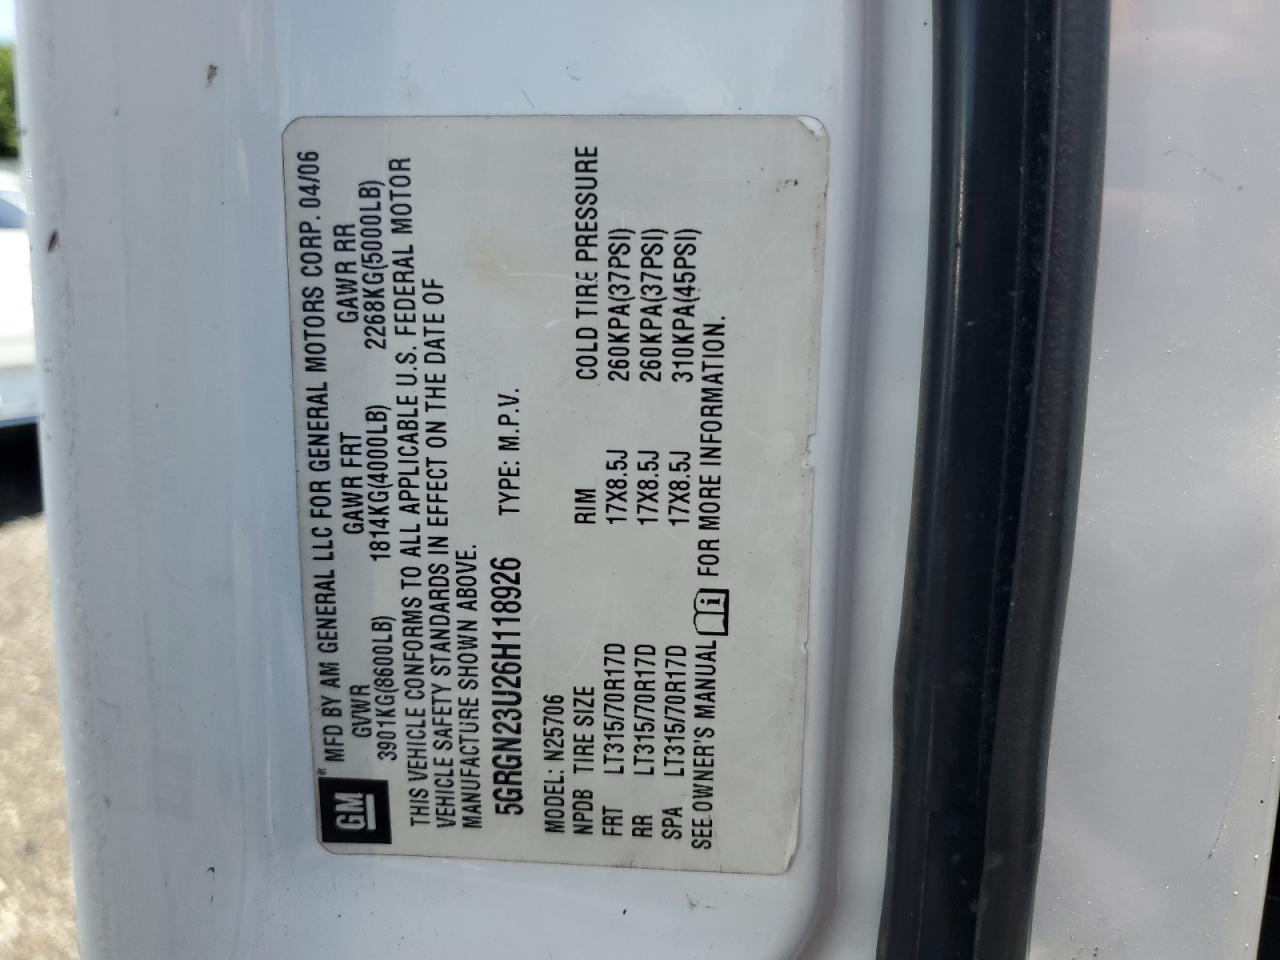 GM® MFD BY AM GENERAL LLC FOR GENERAL MOTORS CORP. 04/06
GVWR GAWR FRT GAWR RR
3901KG(8600LB) 1814KG(4000LB) 2268KG(5000LB)
THIS VEHICLE CONFORMS TO ALL APPLICABLE U.S. FEDERAL MOTOR
VEHICLE SAFETY STANDARDS IN EFFECT ON THE DATE OF
MANUFACTURE SHOWN ABOVE.
5GRGN23U26H118926 TYPE: M.P.V.
MODEL: N25706
NPDB TIRE SIZE RIM COLD TIRE PRESSURE
FRT LT315/70R17D 17X8.5J 260KPA(37PSI)
RR LT315/70R17D 17X8.5J 260KPA(37PSI)
SPA LT315/70R17D 17X8.5J 310KPA(45PSI)
SEE OWNER'S MANUAL i FOR MORE INFORMATION.